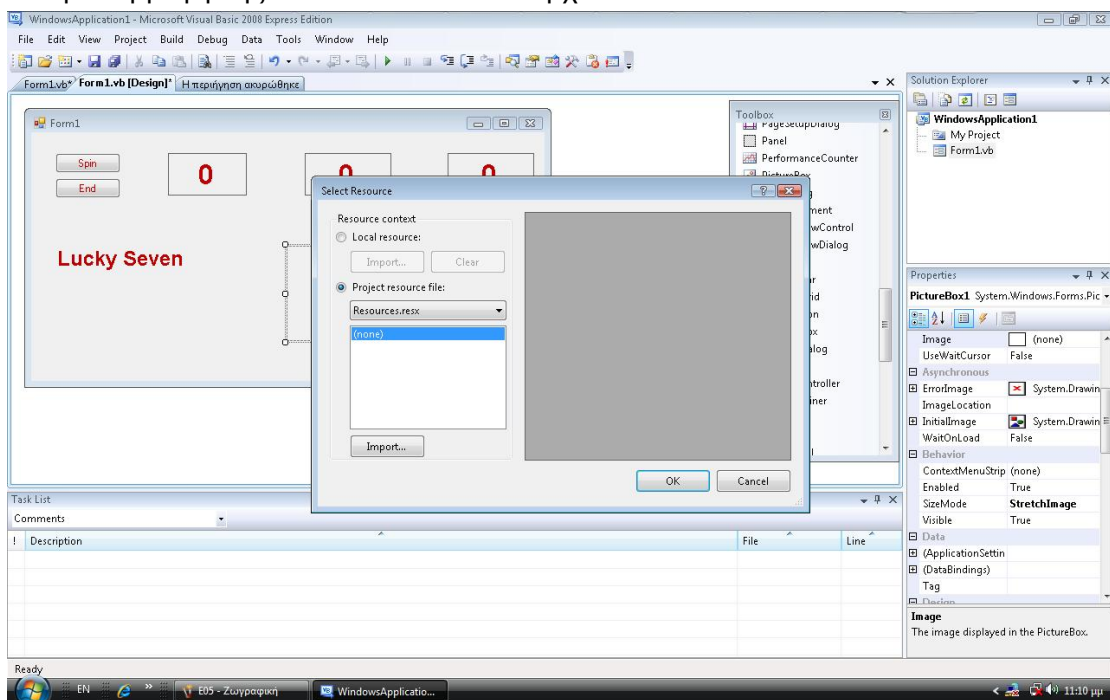 WindowsApplication1 - Microsoft Visual Basic 2008 Express Edition
File Edit View Project Build Debug Data Tools Window Help
Form1.vb* Form1.vb [Design]* Η περιήγηση ακυρώθηκε
Form1
Spin
End
0
0
0
Lucky Seven
Select Resource
Resource context
Local resource:
Import... Clear
Project resource file:
Resources.resx
(none)
Import...
OK Cancel
Toolbox
PageSetupDialog
Panel
PerformanceCounter
PictureBox
Solution Explorer
WindowsApplication1
My Project
Form1.vb
Properties
PictureBox1 System.Windows.Forms.Pic
Image (none)
UseWaitCursor False
Asynchronous
ErrorImage System.Drawin
ImageLocation
InitialImage System.Drawin
WaitOnLoad False
Behavior
ContextMenuStrip (none)
Enabled True
SizeMode StretchImage
Visible True
Data
(ApplicationSettin
(DataBindings)
Tag
Design
Image
The image displayed in the PictureBox.
Task List
Comments
! Description File Line
Ready
EN E05 - Ζωγραφική WindowsApplicatio... 11:10 μμ